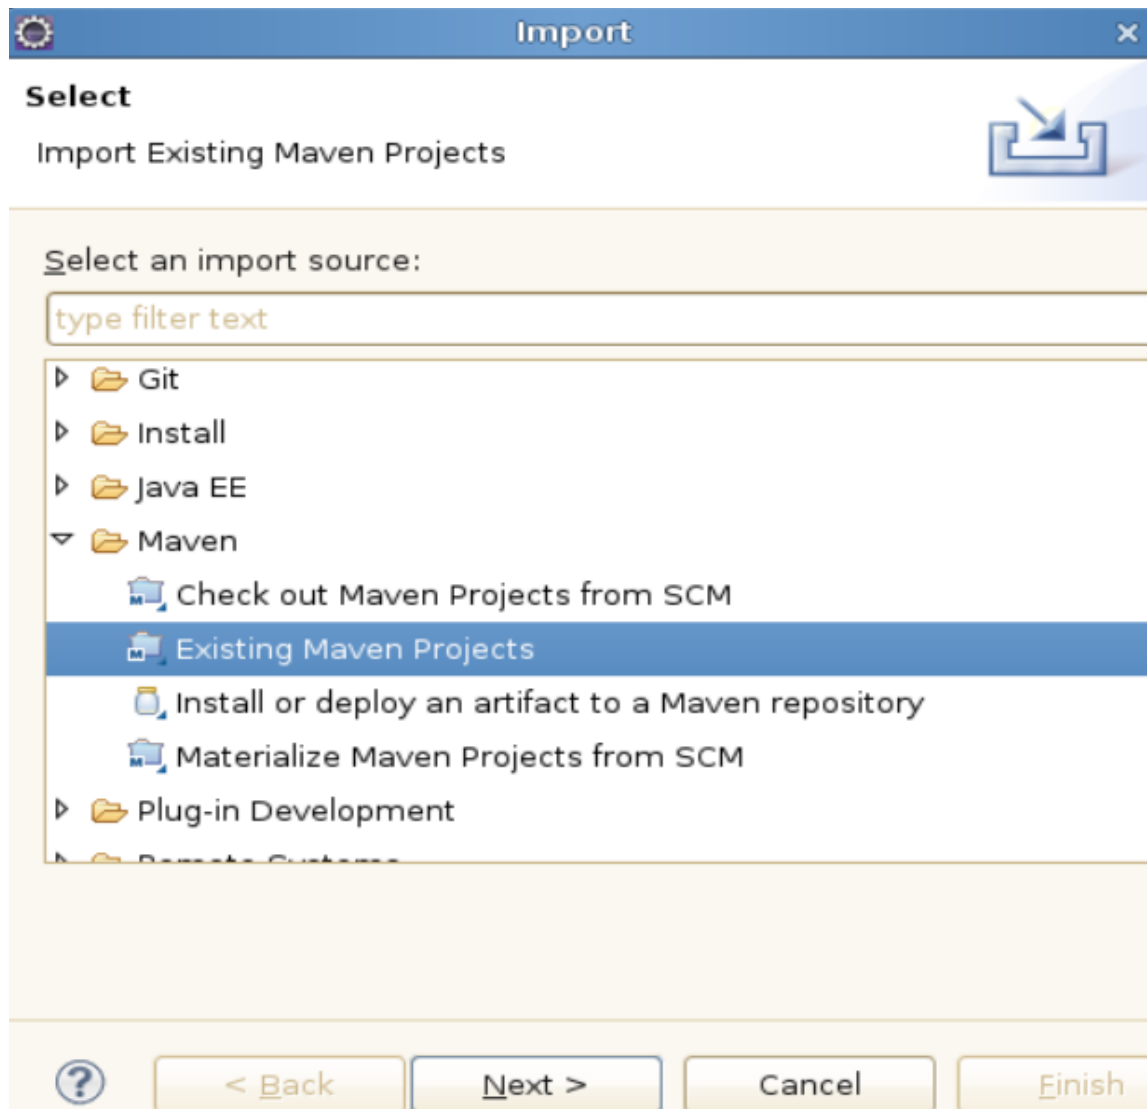 Import
Select
Import Existing Maven Projects
Select an import source:
type filter text
Git
Install
Java EE
Maven
Check out Maven Projects from SCM
Existing Maven Projects
Install or deploy an artifact to a Maven repository
Materialize Maven Projects from SCM
Plug-in Development
Remote Systems
? < Back Next > Cancel Finish